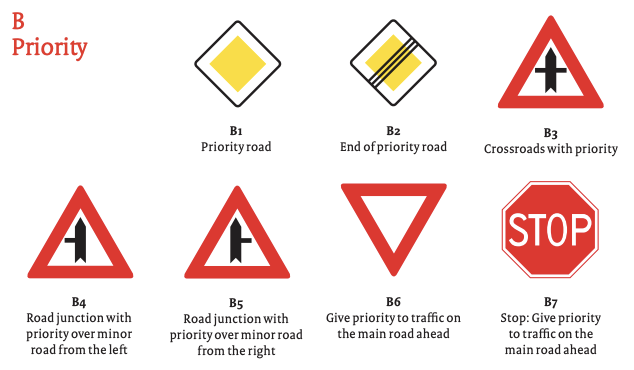 B
Priority
B1
Priority road
B2
End of priority road
B3
Crossroads with priority
B4
Road junction with
priority over minor
road from the left
B5
Road junction with
priority over minor road
from the right
B6
Give priority to traffic on
the main road ahead
STOP
B7
Stop: Give priority
to traffic on the
main road ahead